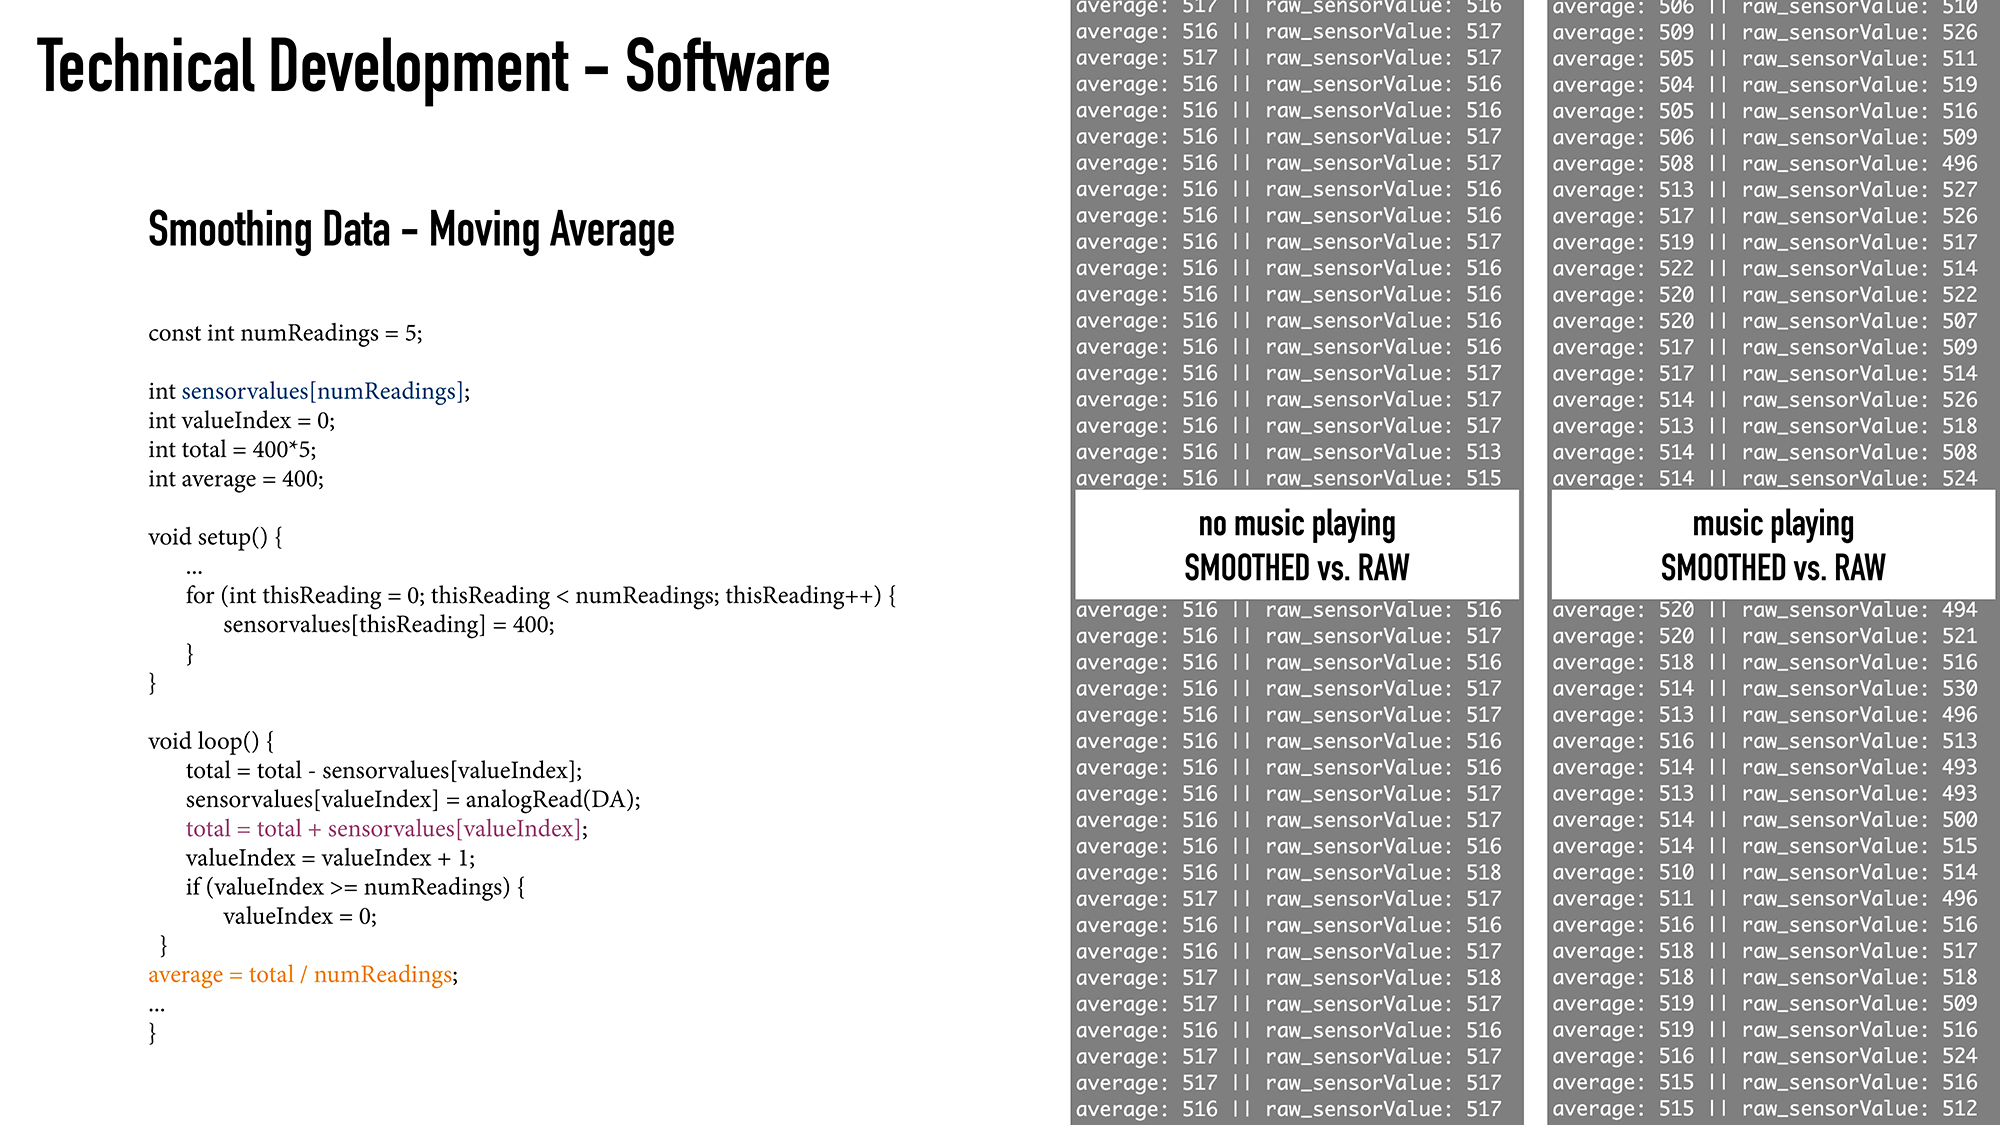 Technical Development - Software
Smoothing Data - Moving Average
const int numReadings = 5;
int sensorvalues[numReadings];
int valueIndex = 0;
int total = 400*5;
int average = 400;
void setup() {
...
for (int thisReading = 0; thisReading < numReadings; thisReading++) {
sensorvalues[thisReading] = 400;
}
}
void loop() {
total = total - sensorvalues[valueIndex];
sensorvalues[valueIndex] = analogRead(DA);
total = total + sensorvalues[valueIndex];
valueIndex = valueIndex + 1;
if (valueIndex >= numReadings) {
valueIndex = 0;
}
average = total / numReadings;
...
}
average: 517 || raw_sensorValue: 516
average: 516 || raw_sensorValue: 517
average: 517 || raw_sensorValue: 517
average: 516 || raw_sensorValue: 516
average: 516 || raw_sensorValue: 516
average: 516 || raw_sensorValue: 517
average: 516 || raw_sensorValue: 517
average: 516 || raw_sensorValue: 516
average: 516 || raw_sensorValue: 516
average: 516 || raw_sensorValue: 517
average: 516 || raw_sensorValue: 516
average: 516 || raw_sensorValue: 516
average: 516 || raw_sensorValue: 516
average: 516 || raw_sensorValue: 516
average: 516 || raw_sensorValue: 517
average: 516 || raw_sensorValue: 517
average: 516 || raw_sensorValue: 517
average: 516 || raw_sensorValue: 513
average: 516 || raw_sensorValue: 515
no music playing
SMOOTHED vs. RAW
average: 516 || raw_sensorValue: 516
average: 516 || raw_sensorValue: 517
average: 516 || raw_sensorValue: 516
average: 516 || raw_sensorValue: 517
average: 516 || raw_sensorValue: 517
average: 516 || raw_sensorValue: 516
average: 516 || raw_sensorValue: 516
average: 516 || raw_sensorValue: 517
average: 516 || raw_sensorValue: 517
average: 516 || raw_sensorValue: 516
average: 516 || raw_sensorValue: 518
average: 517 || raw_sensorValue: 517
average: 516 || raw_sensorValue: 516
average: 516 || raw_sensorValue: 517
average: 517 || raw_sensorValue: 518
average: 517 || raw_sensorValue: 517
average: 516 || raw_sensorValue: 516
average: 517 || raw_sensorValue: 517
average: 517 || raw_sensorValue: 517
average: 516 || raw_sensorValue: 517
average: 506 || raw_sensorValue: 510
average: 509 || raw_sensorValue: 526
average: 505 || raw_sensorValue: 511
average: 504 || raw_sensorValue: 519
average: 505 || raw_sensorValue: 516
average: 506 || raw_sensorValue: 509
average: 508 || raw_sensorValue: 496
average: 513 || raw_sensorValue: 527
average: 517 || raw_sensorValue: 526
average: 519 || raw_sensorValue: 517
average: 522 || raw_sensorValue: 514
average: 520 || raw_sensorValue: 522
average: 520 || raw_sensorValue: 507
average: 517 || raw_sensorValue: 509
average: 517 || raw_sensorValue: 514
average: 514 || raw_sensorValue: 526
average: 513 || raw_sensorValue: 518
average: 514 || raw_sensorValue: 508
average: 514 || raw_sensorValue: 524
music playing
SMOOTHED vs. RAW
average: 520 || raw_sensorValue: 494
average: 520 || raw_sensorValue: 521
average: 518 || raw_sensorValue: 516
average: 514 || raw_sensorValue: 530
average: 513 || raw_sensorValue: 496
average: 516 || raw_sensorValue: 513
average: 514 || raw_sensorValue: 493
average: 513 || raw_sensorValue: 493
average: 514 || raw_sensorValue: 500
average: 514 || raw_sensorValue: 515
average: 510 || raw_sensorValue: 514
average: 511 || raw_sensorValue: 496
average: 516 || raw_sensorValue: 516
average: 518 || raw_sensorValue: 517
average: 518 || raw_sensorValue: 518
average: 519 || raw_sensorValue: 509
average: 519 || raw_sensorValue: 516
average: 516 || raw_sensorValue: 524
average: 515 || raw_sensorValue: 516
average: 515 || raw_sensorValue: 512